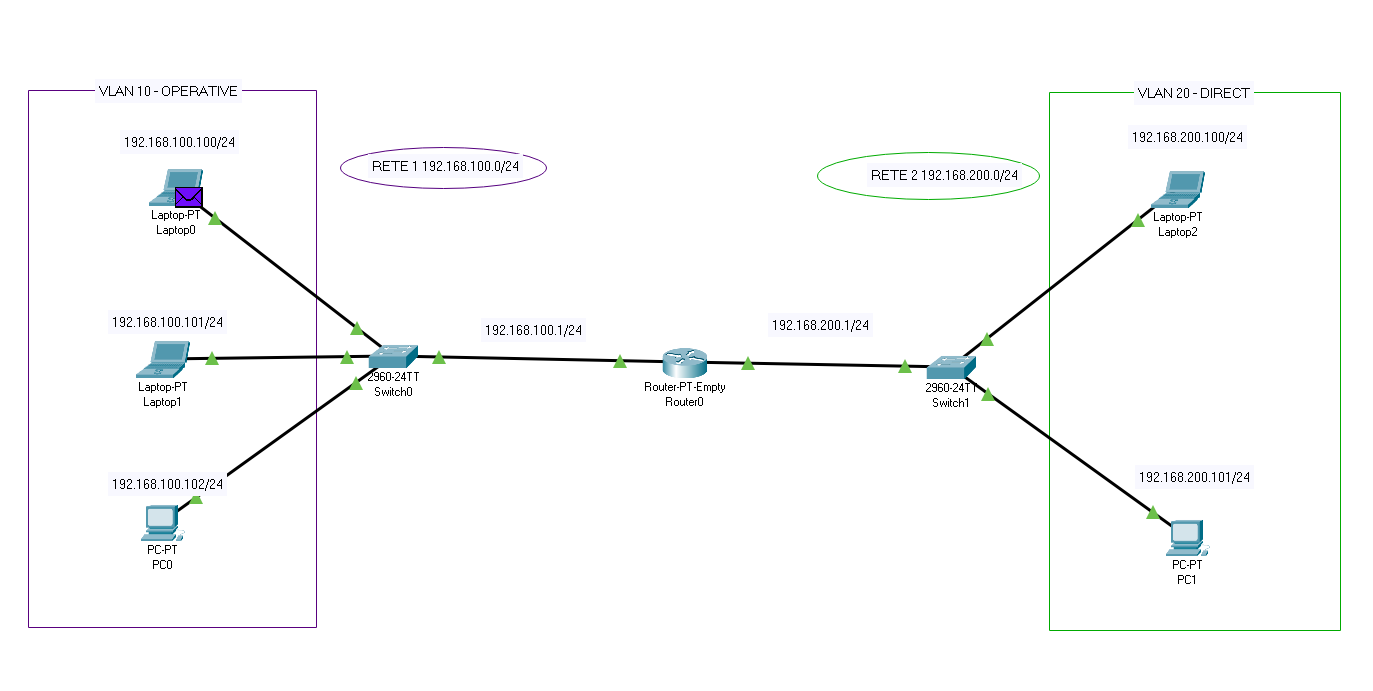 VLAN 10 - OPERATIVE
VLAN 20 - DIRECT
192.168.100.100/24
192.168.200.100/24
RETE 1 192.168.100.0/24
RETE 2 192.168.200.0/24
Laptop-PT
Laptop0
Laptop-PT
Laptop2
192.168.100.101/24
192.168.100.1/24
192.168.200.1/24
Laptop-PT
Laptop1
2960-24TT
Switch0
Router-PT-Empty
Router0
2960-24TT
Switch1
192.168.100.102/24
192.168.200.101/24
PC-PT
PC0
PC-PT
PC1